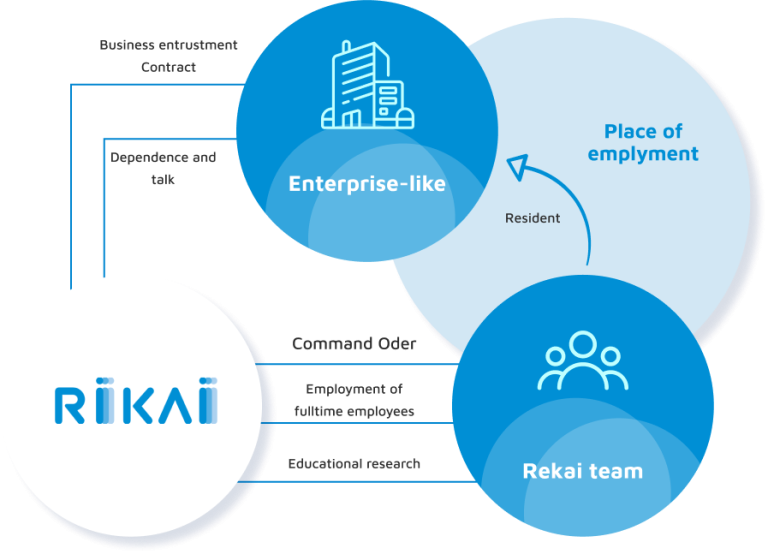 Business entrustment
Contract
Dependence and
talk
Enterprise-like
Place of
emplyment
Resident
RIKAI
Command Oder
Employment of
fulltime employees
Educational research
Rekai team